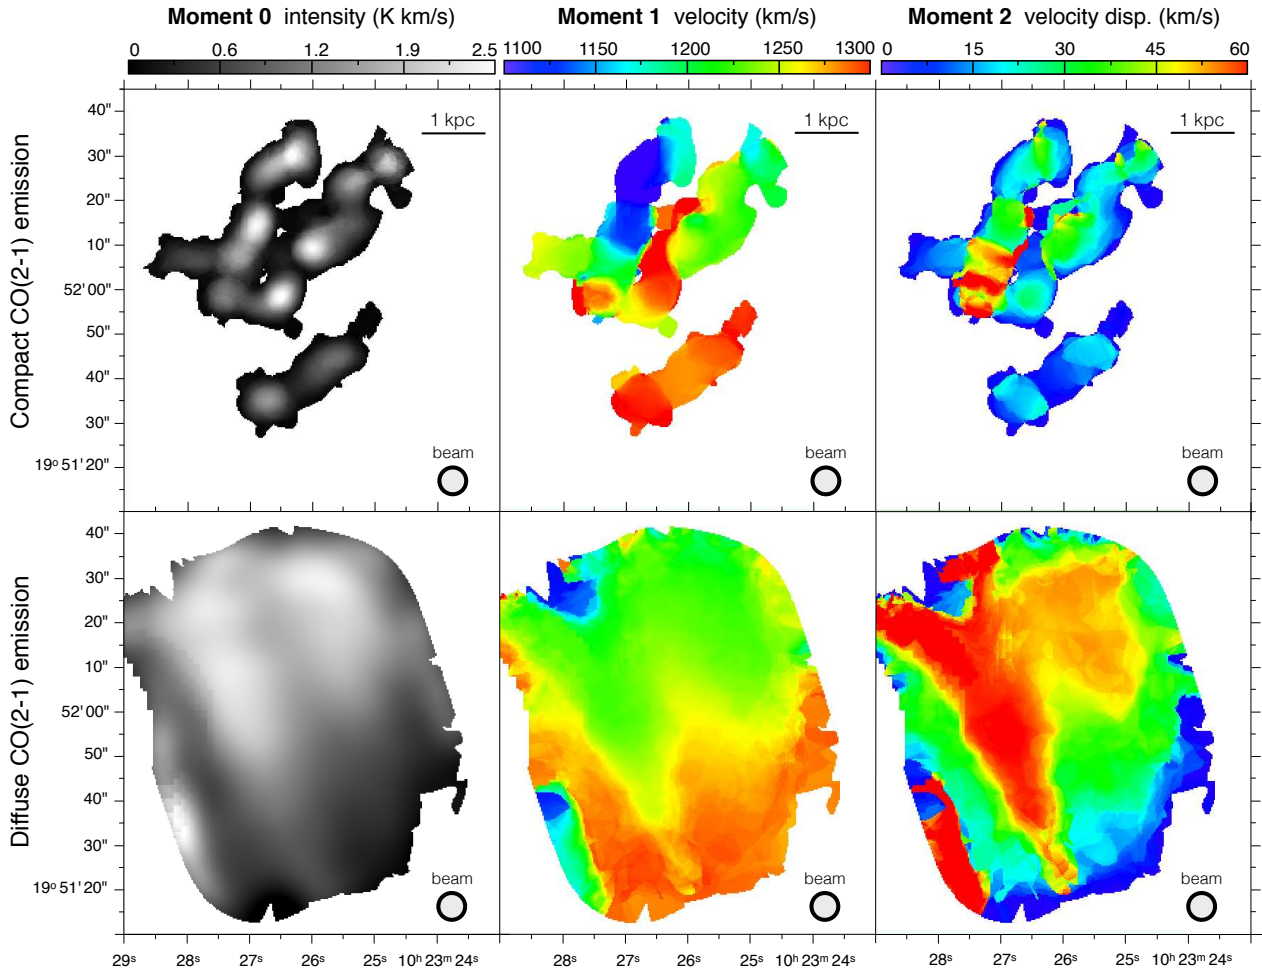 Moment 0 intensity (K km/s)
Moment 1 velocity (km/s)
Moment 2 velocity disp. (km/s)
0 0.6 1.2 1.9 2.5
1100 1150 1200 1250 1300
0 15 30 45 60
Compact CO(2-1) emission
40"
30"
20"
10"
52'00"
50"
40"
30"
19o 51'20"
1 kpc
beam
1 kpc
beam
1 kpc
beam
Diffuse CO(2-1) emission
40"
30"
20"
10"
52'00"
50"
40"
30"
19o 51'20"
beam
beam
beam
29s 28s 27s 26s 25s 10h 23m 24s
28s 27s 26s 25s 10h 23m 24s
28s 27s 26s 25s 10h 23m 24s